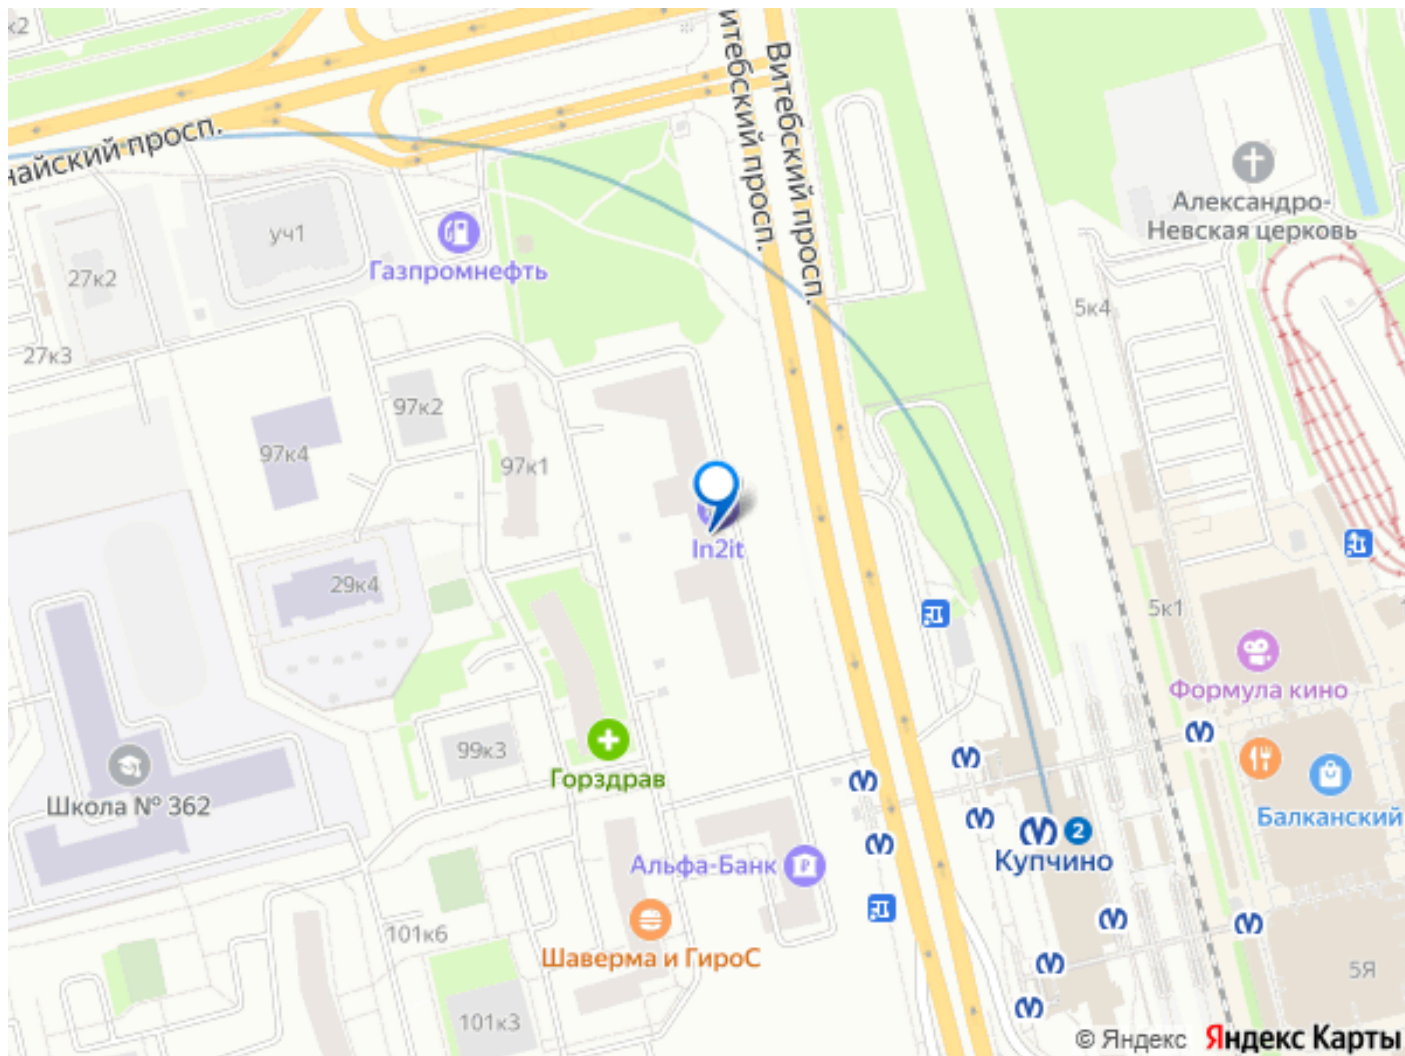 к2
Витебский просп.
итебский просп.
найский просп.
уч1
Газпромнефть
27к2
27к3
Александро-
Невская церковь
5к4
97к2
97к4
97к1
In2it
29к4
5к1
Формула кино
99к3
Горздрав
Школа № 362
Балканский
Альфа-Банк
2
Купчино
101к6
Шаверма и ГироС
5Я
101к3
© Яндекс Яндекс Карты